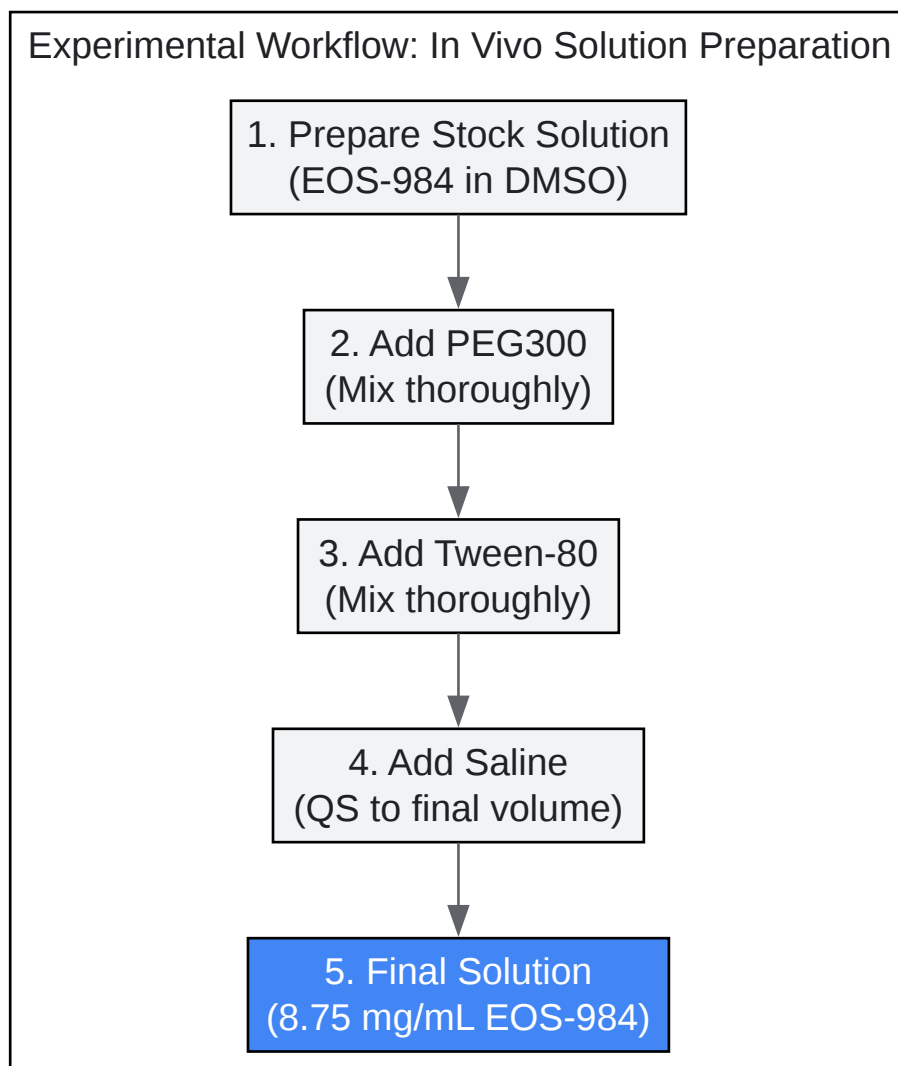 Experimental Workflow: In Vivo Solution Preparation
1. Prepare Stock Solution
(EOS-984 in DMSO)
2. Add PEG300
(Mix thoroughly)
3. Add Tween-80
(Mix thoroughly)
4. Add Saline
(QS to final volume)
5. Final Solution
(8.75 mg/mL EOS-984)